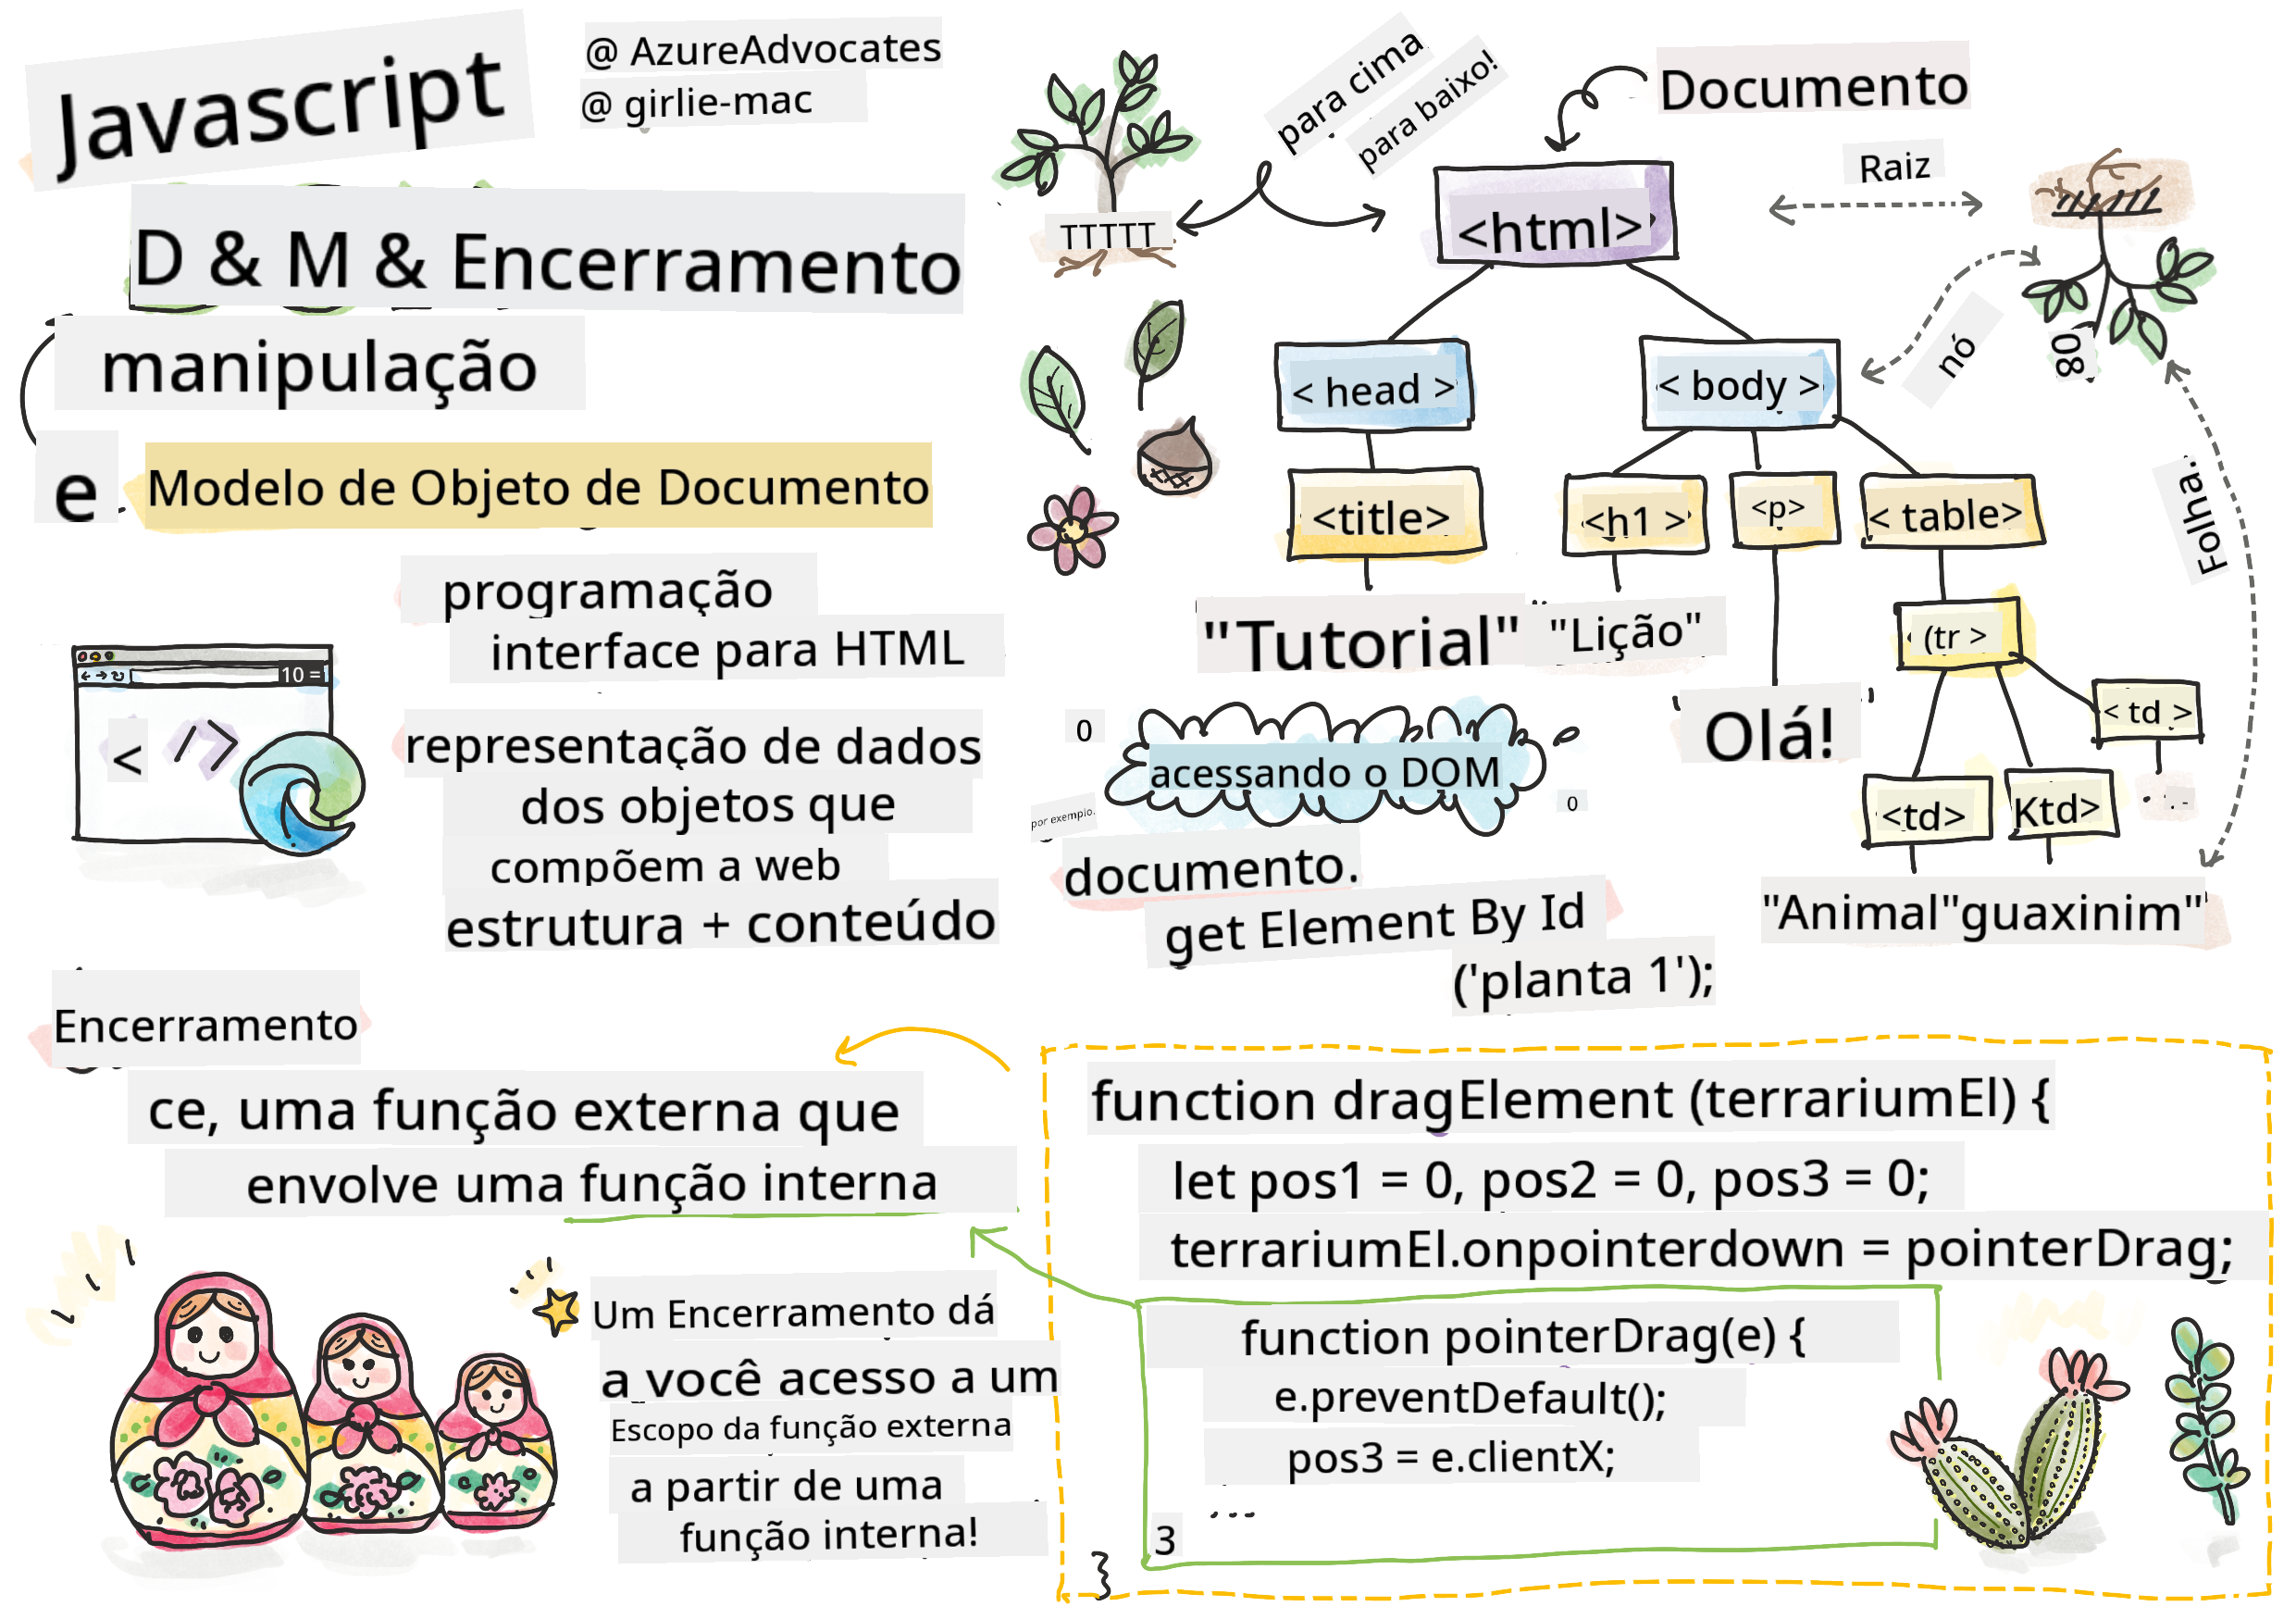 Javascript
@ AzureAdvocates
@ girlie-mac
D & M & Encerramento
manipulação
e
Modelo de Objeto de Documento
programação
interface para HTML
representação de dados
dos objetos que
compõem a web
estrutura + conteúdo
10 =
< />
para cima
para baixo!
TTTTT
Documento
Raiz
<html>
nó
80
Folha.
< head >
< body >
<title>
<h1 >
<p>
< table>
"Tutorial"
"Lição"
(tr >
< td >
Olá!
<td>
Ktd>
"Animal"guaxinim"
0
acessando o DOM
0
por exemplo.
documento.
get Element By Id
('planta 1');
Encerramento
ce, uma função externa que
envolve uma função interna
Um Encerramento dá
a você acesso a um
Escopo da função externa
a partir de uma
função interna!
function dragElement (terrariumEl) {
let pos1 = 0, pos2 = 0, pos3 = 0;
terrariumEl.onpointerdown = pointerDrag;
function pointerDrag(e) {
e.preventDefault();
pos3 = e.clientX;
...
3
}